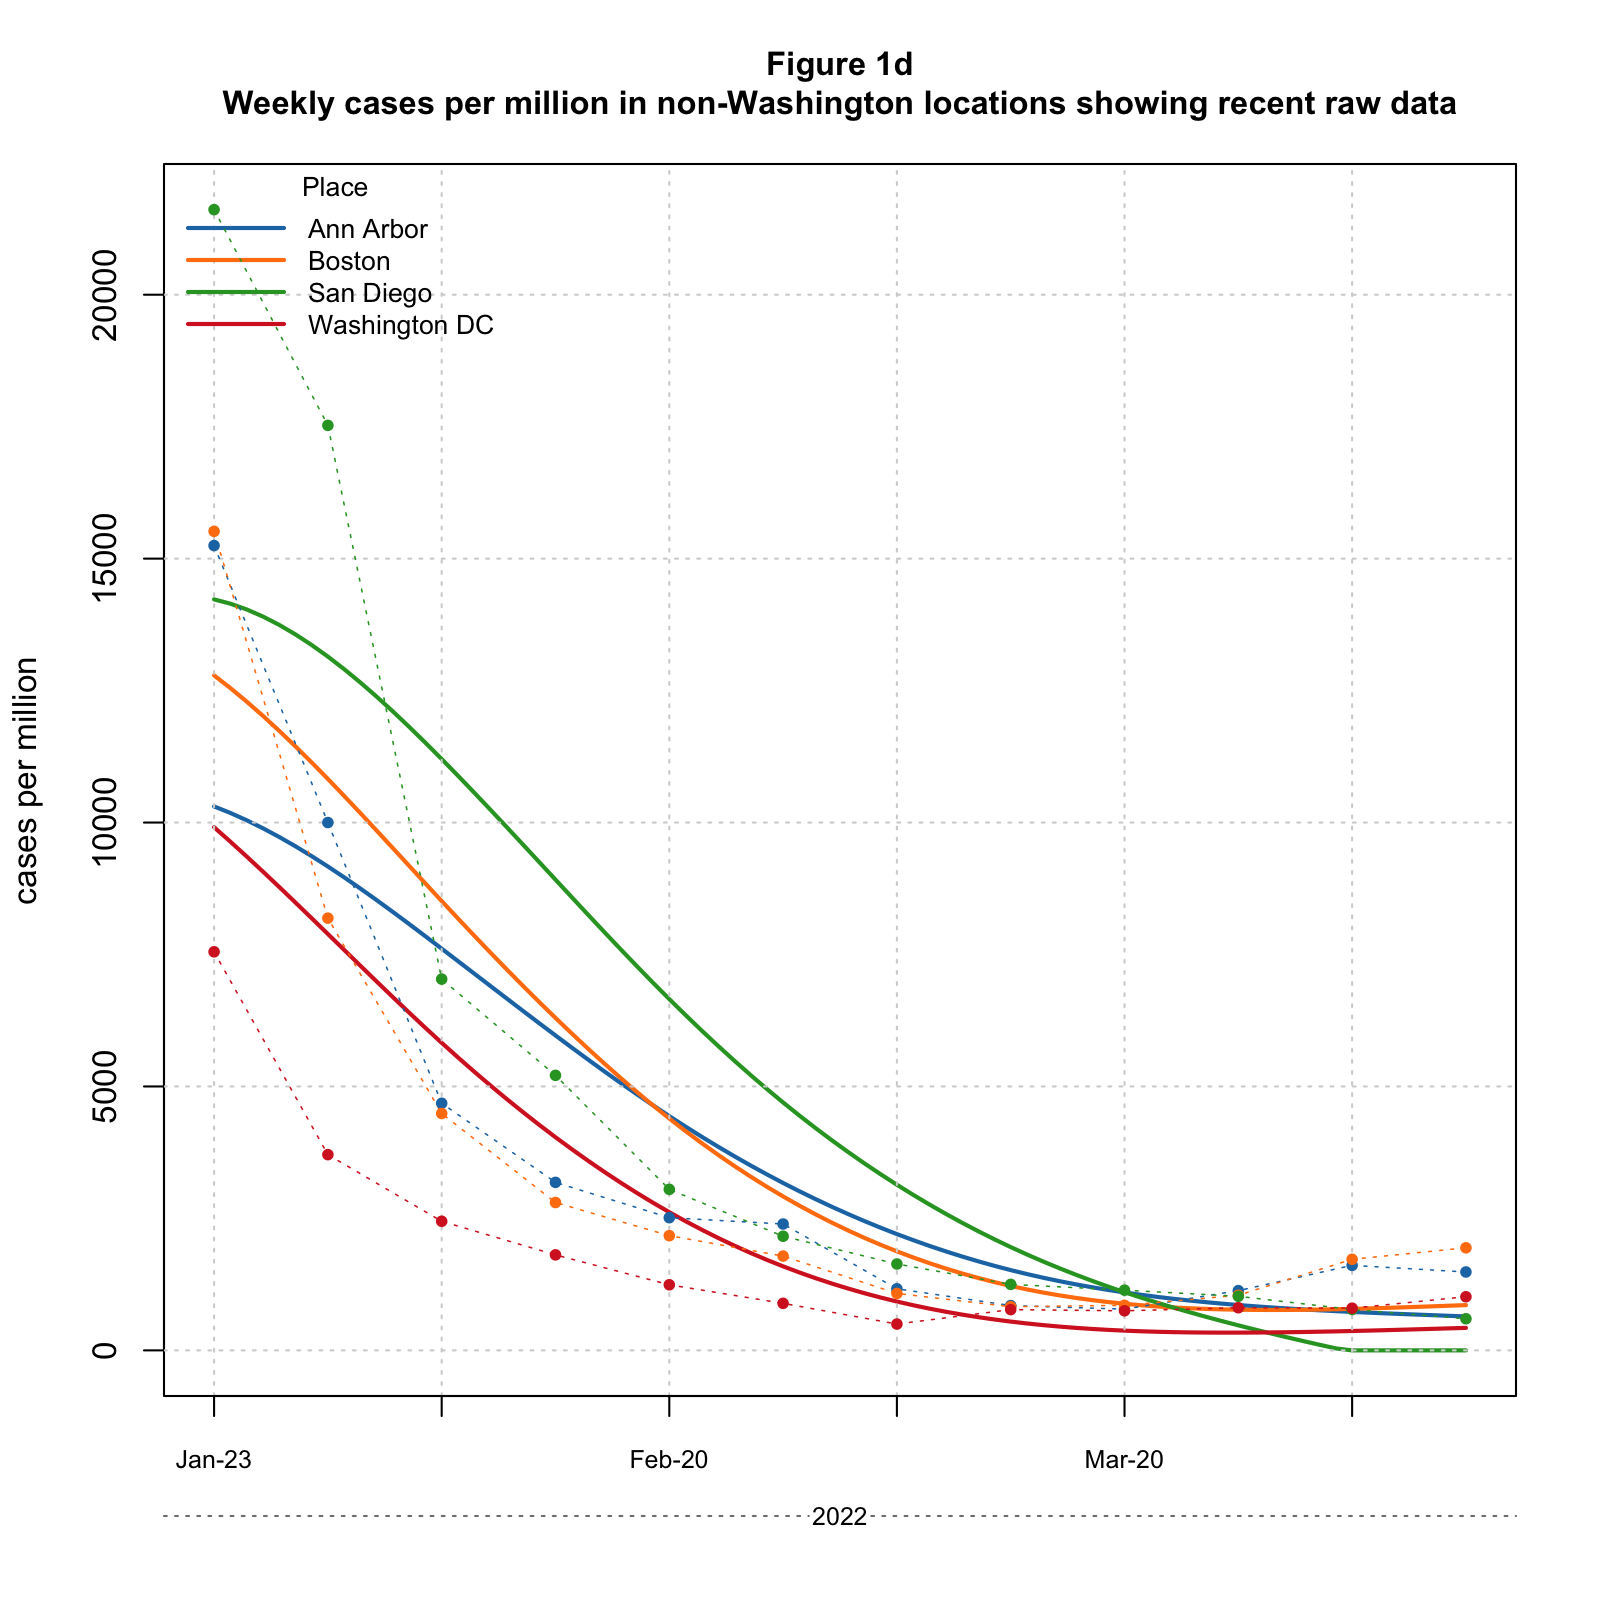 Figure 1d
Weekly cases per million in non-Washington locations showing recent raw data
Place
Ann Arbor
Boston
San Diego
Washington DC
cases per million
20000
15000
10000
5000
0
Jan-23 Feb-20 Mar-20
2022